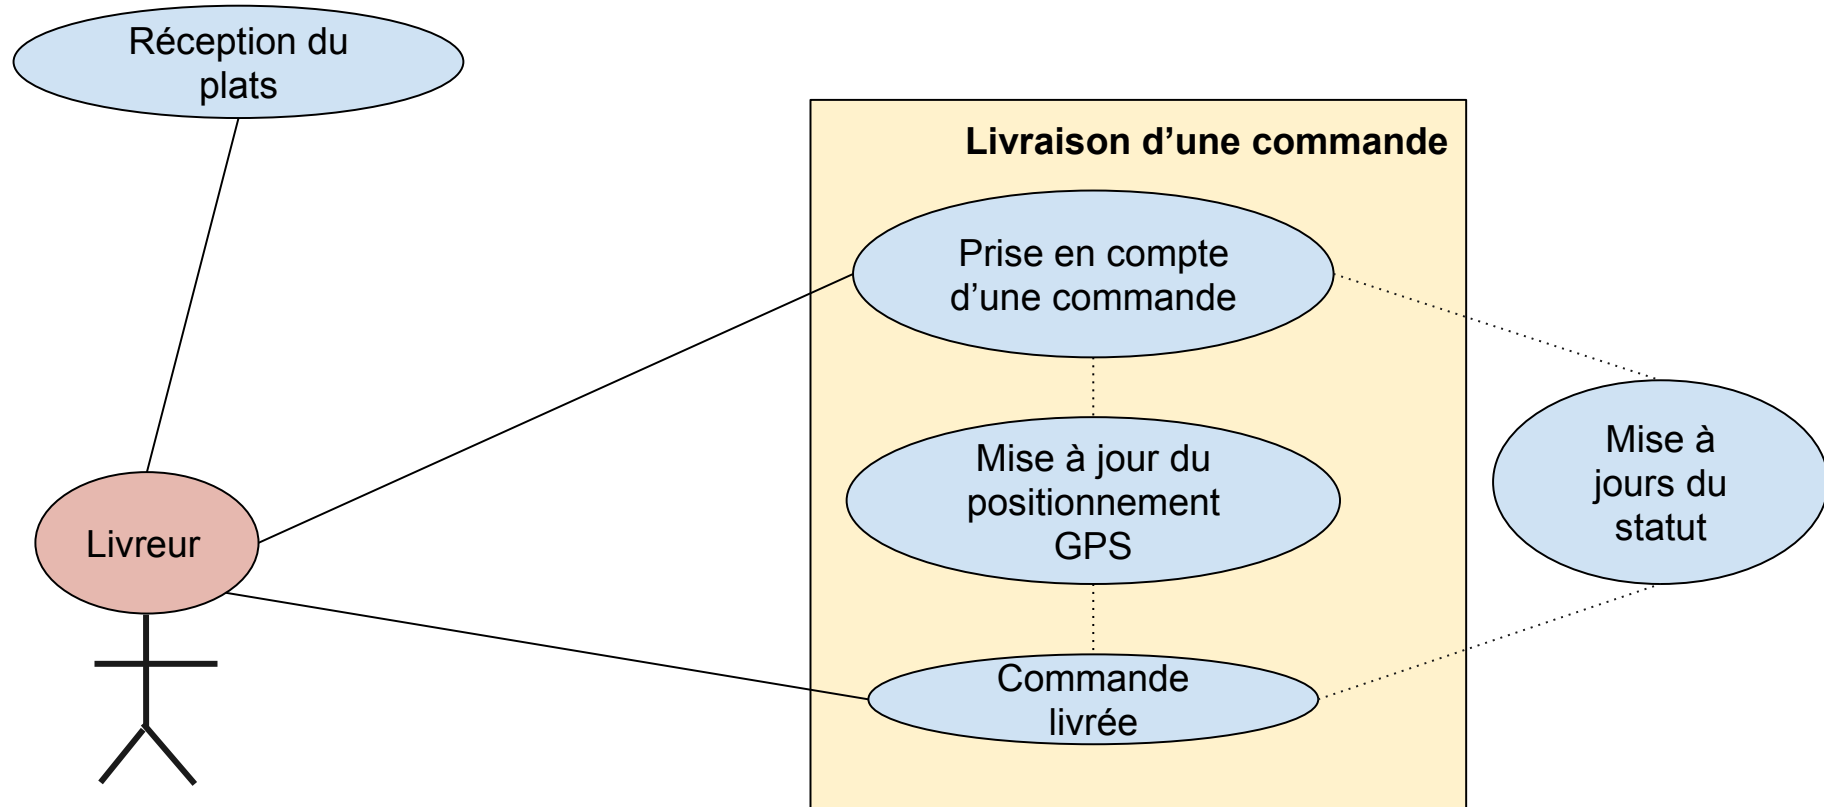 Réception du
plats
Livraison d’une commande
Prise en compte
d’une commande
Mise à jour du
positionnement
GPS
Mise à
jours du
statut
Livreur
Commande
livrée